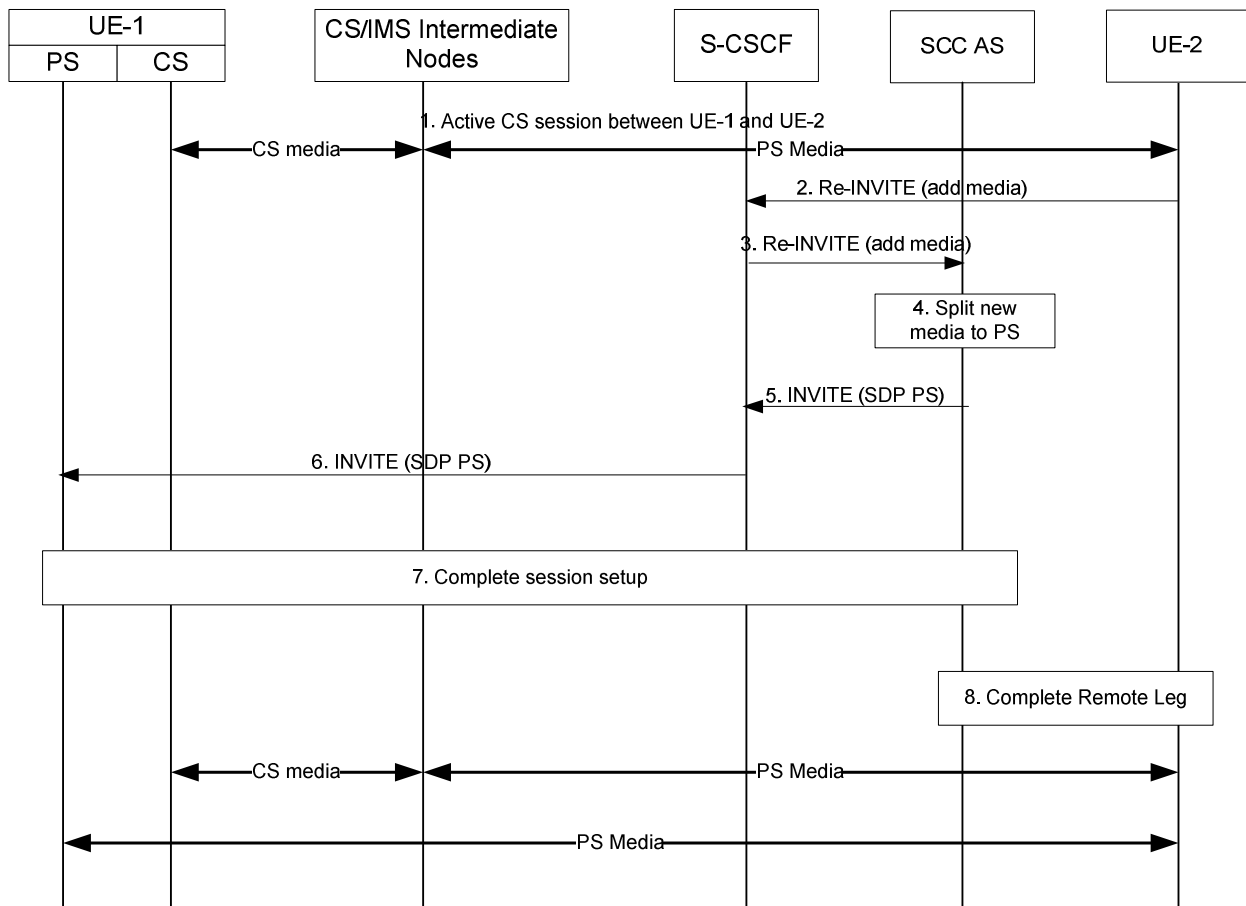 UE-1
PS
CS
CS/IMS Intermediate
Nodes
S-CSCF
SCC AS
UE-2
1. Active CS session between UE-1 and UE-2
CS media
PS Media
2. Re-INVITE (add media)
3. Re-INVITE (add media)
4. Split new
media to PS
5. INVITE (SDP PS)
6. INVITE (SDP PS)
7. Complete session setup
8. Complete Remote Leg
CS media
PS Media
PS Media